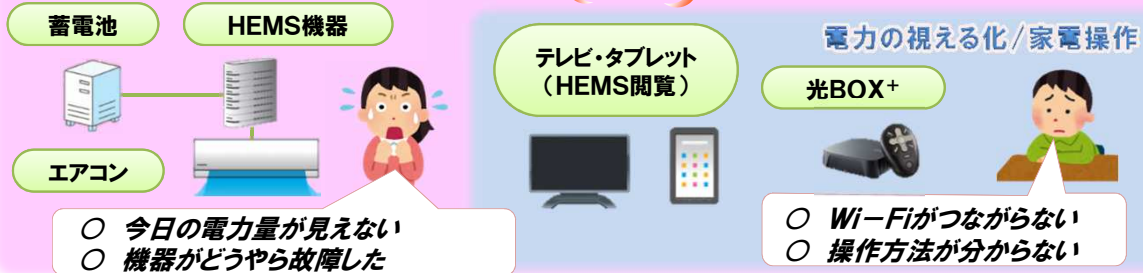 蓄電池
HEMS機器
エアコン
○ 今日の電力量が見えない
○ 機器がどうやら故障した
電力の視える化/家電操作
テレビ・タブレット
（HEMS閲覧）
光BOX+
○ Wi－Fiがつながらない
○ 操作方法が分からない